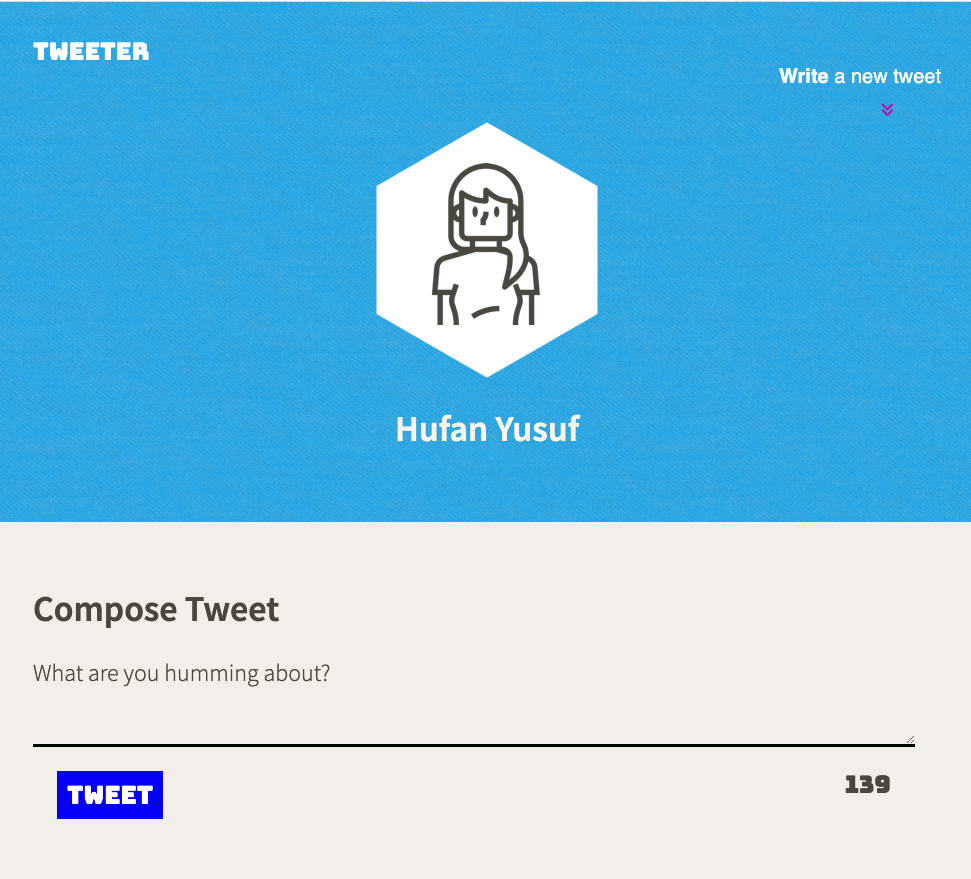 TWEETER
Write a new tweet
Hufan Yusuf
Compose Tweet
What are you humming about?
TWEET
139